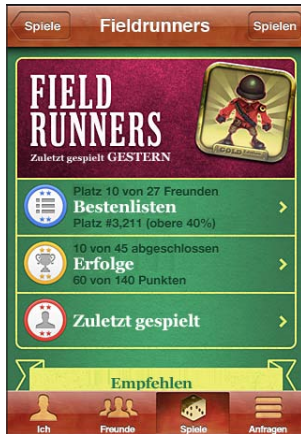 Spiele Fieldrunners Spielen
FIELD
RUNNERS
Zuletzt gespielt GESTERN
GOLD
Platz 10 von 27 Freunden
Bestenlisten
Platz #3,211 (obere 40%)
10 von 45 abgeschlossen
Erfolge
60 von 140 Punkten
Zuletzt gespielt
Empfehlen
Ich Freunde Spiele Anfragen